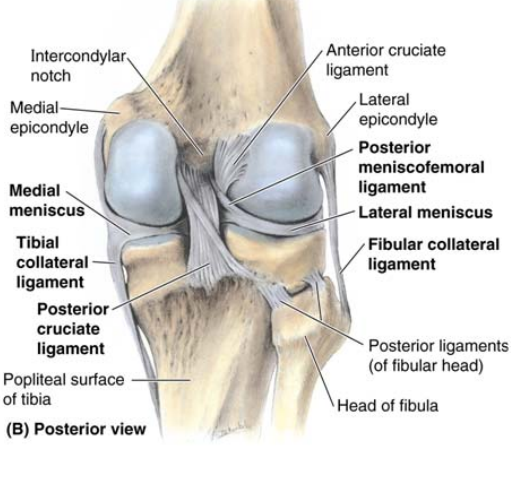 Intercondylar
notch
Medial
epicondyle
Medial
meniscus
Tibial
collateral
ligament
Posterior
cruciate
ligament
Popliteal surface
of tibia
(B) Posterior view
Anterior cruciate
ligament
Lateral
epicondyle
Posterior
meniscofemoral
ligament
Lateral meniscus
Fibular collateral
ligament
Posterior ligaments
(of fibular head)
Head of fibula